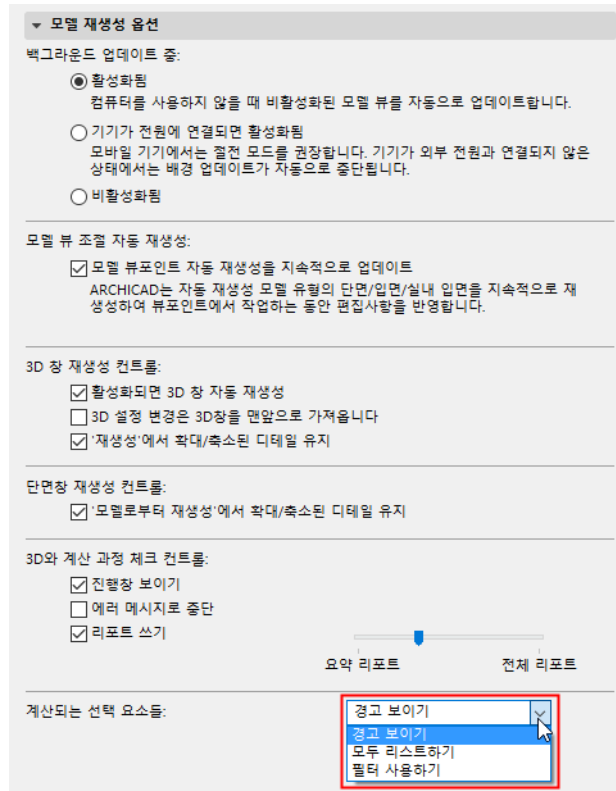 모델 재생성 옵션
백그라운드 업데이트 중:
활성화됨
컴퓨터를 사용하지 않을 때 비활성화된 모델 뷰를 자동으로 업데이트합니다.
기기가 전원에 연결되면 활성화됨
모바일 기기에서는 절전 모드를 권장합니다. 기기가 외부 전원과 연결되지 않은
상태에서는 배경 업데이트가 자동으로 중단됩니다.
비활성화됨
모델 뷰 조절 자동 재생성:
모델 뷰포인트 자동 재생성을 지속적으로 업데이트
ARCHICAD는 자동 재생성 모델 유형의 단면/입면/실내 입면을 지속적으로 재
생성하여 뷰포인트에서 작업하는 동안 편집사항을 반영합니다.
3D 창 재생성 컨트롤:
활성화되면 3D 창 자동 재생성
3D 설정 변경은 3D창을 맨앞으로 가져옵니다
'재생성'에서 확대/축소된 디테일 유지
단면창 재생성 컨트롤:
'모델로부터 재생성'에서 확대/축소된 디테일 유지
3D와 계산 과정 체크 컨트롤:
진행창 보이기
에러 메시지로 중단
리포트 쓰기
요약 리포트 전체 리포트
계산되는 선택 요소들: 경고 보이기
경고 보이기
모두 리스트하기
필터 사용하기